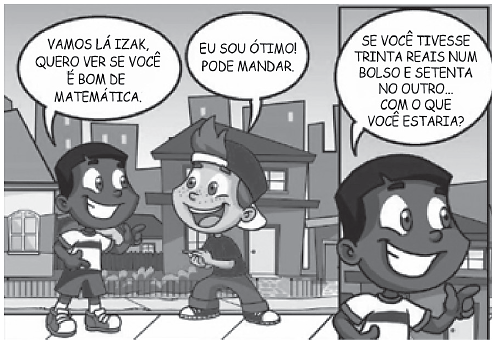 VAMOS LÁ IZAK,
QUERO VER SE VOCÊ
É BOM DE
MATEMÁTICA.
EU SOU ÓTIMO!
PODE MANDAR.
SE VOCÊ TIVESSE
TRINTA REAIS NUM
BOLSO E SETENTA
NO OUTRO...
COM O QUE
VOCÊ ESTARIA?